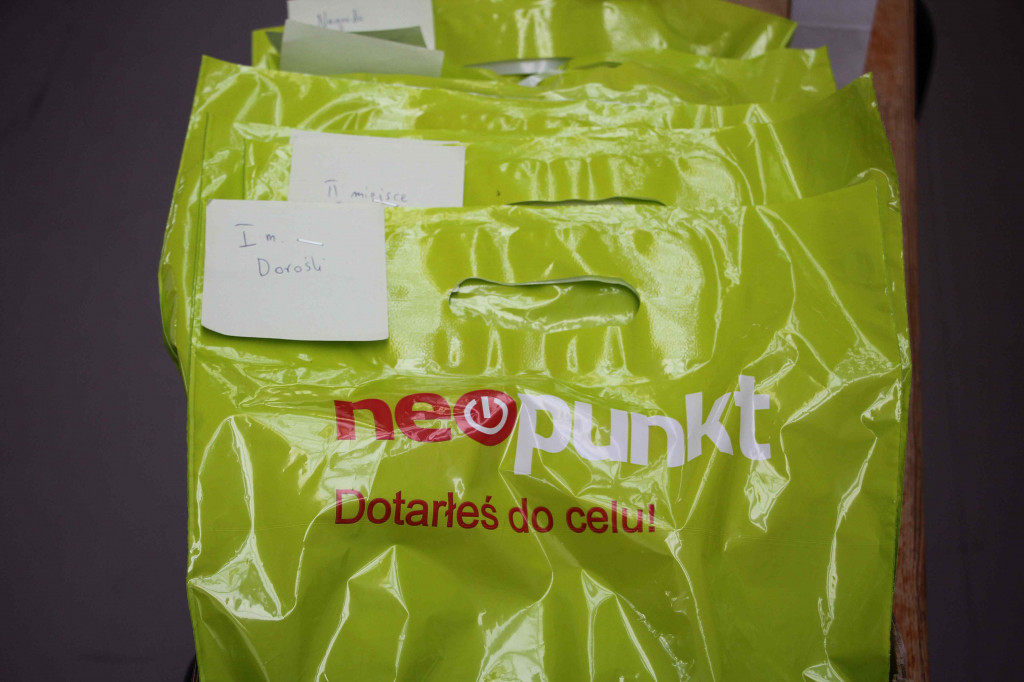 II miejsce
I m. –
Dorośli
neopunkt
Dotarłeś do celu!